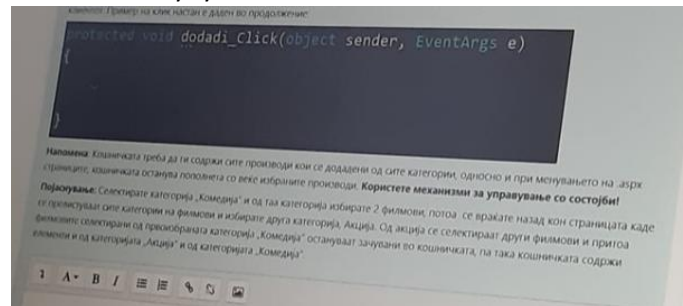 клиентот. Пример на клик настан е даден во продолжение:
protected void dodadi_Click(object sender, EventArgs e)
{
}
Напомена: Кошничката треба да ги содржи сите производи кои се додадени од сите категории, односно и при менувањето на .aspx
страниците, кошничката останува пополнета со веќе избраните производи. Користете механизми за управување со состојби!
Појаснување: Селектирате категорија „Комедија" и од таа категорија избирате 2 филмови, потоа се враќате назад кон страницата каде
се прелистуваат сите категории на филмови и избирате друга категорија, Акција. Од акција се селектираат други филмови и притоа
филмовите селектирани од првоизбраната категорија „Комедија" остануваат зачувани во кошничката, па така кошничката содржи
елементи и од категоријата „Акција" и од категоријата „Комедија".
A B I